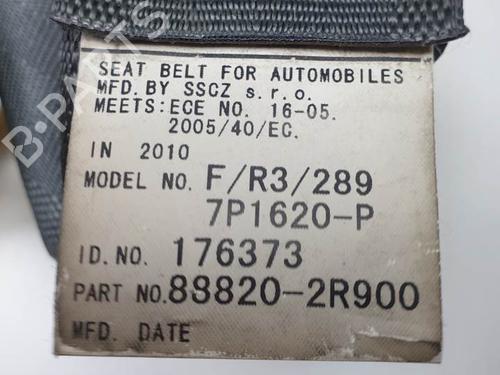 SEAT BELT FOR AUTOMOBILES
MFD.BY SSCZ s.r.o.
MEETS:ECE NO. 16-05.
2005/40/EC.
IN 2010
MODEL NO. F/R3/289
7P1620-P
ID.NO. 176373
PART NO.88820-2R900
MFD. DATE
B-PARTS